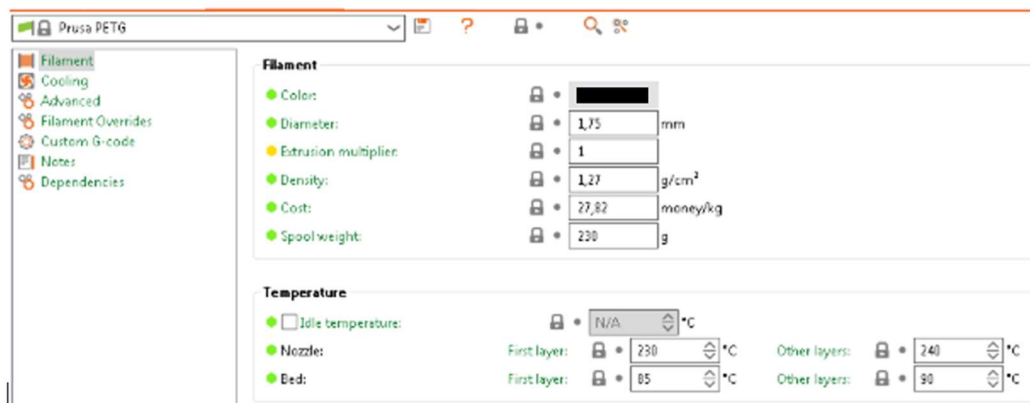 Prusa PETG
?
Filament
Cooling
Advanced
Filament Overrides
Custom G-code
Notes
Dependencies
Filament
Color:
Diameter: 1,75 mm
Extrusion multiplier: 1
Density: 1,27 g/cm³
Cost: 27,82 money/kg
Spool weight: 230 g
Temperature
Idle temperature: N/A °C
Nozzle: First layer: 230 °C Other layers: 240 °C
Bed: First layer: 85 °C Other layers: 90 °C